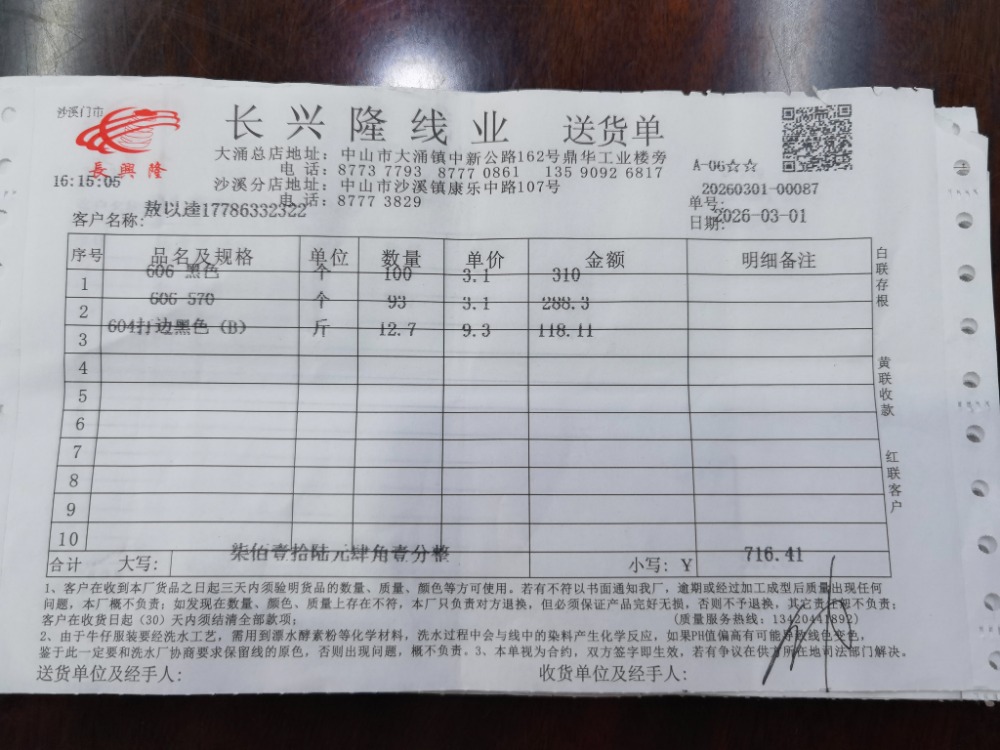 沙溪门市
長興隆
长兴隆线业 送货单
大涌总店地址：中山市大涌镇中新公路162号鼎华工业楼旁
电 话：8773 7793 8777 0861 135 9092 6817
A-06☆☆
16:15:05
沙溪分店地址：中山市沙溪镇康乐中路107号
电 话：8777 3829
20260301-00087
单号：
客户名称：敖以逵17786332322
日期：2026-03-01
序号 品名及规格 单位 数量 单价 金额 明细备注
1 606 黑色 个 100 3.1 310
2 606 570 个 93 3.1 288.3
3 604打边黑色（B） 斤 12.7 9.3 118.11
4
5
6
7
8
9
10
合计 大写：柒佰壹拾陆元肆角壹分整 小写：￥ 716.41
白联存根
黄联收款
红联客户
1、客户在收到本厂货品之日起三天内须验明货品的数量、质量、颜色等方可使用。若有不符以书面通知我厂，逾期或经过加工成型后质量出现任何
问题，本厂概不负责；如发现在数量、颜色、质量上存在不符，本厂只负责对方退换，但必须保证产品完好无损，否则不予退换，其它责任概不负责；
客户在收货日起（30）天内须结清全部款项； （质量服务热线：13420441892）
2、由于牛仔服装要经洗水工艺，需用到漂水酵素粉等化学材料，洗水过程中会与线中的染料产生化学反应，如果PH值偏高有可能导致线色变色，
鉴于此一定要和洗水厂协商要求保留线的原色，否则出现问题，概不负责。3、本单视为合约，双方签字即生效，若有争议在供方所在地司法部门解决。
送货单位及经手人： 收货单位及经手人：